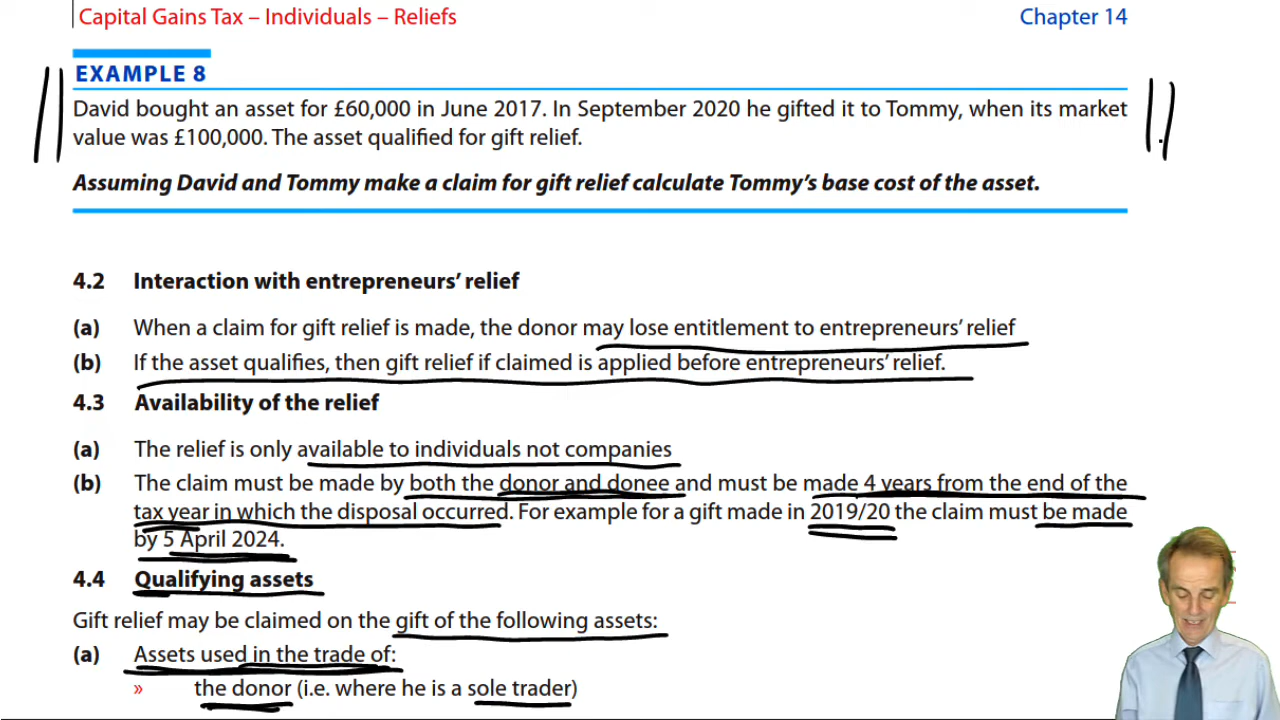 Capital Gains Tax – Individuals – Reliefs Chapter 14
EXAMPLE 8
David bought an asset for £60,000 in June 2017. In September 2020 he gifted it to Tommy, when its market
value was £100,000. The asset qualified for gift relief.
Assuming David and Tommy make a claim for gift relief calculate Tommy's base cost of the asset.
4.2 Interaction with entrepreneurs' relief
(a) When a claim for gift relief is made, the donor may lose entitlement to entrepreneurs' relief
(b) If the asset qualifies, then gift relief if claimed is applied before entrepreneurs' relief.
4.3 Availability of the relief
(a) The relief is only available to individuals not companies
(b) The claim must be made by both the donor and donee and must be made 4 years from the end of the
tax year in which the disposal occurred. For example for a gift made in 2019/20 the claim must be made
by 5 April 2024.
4.4 Qualifying assets
Gift relief may be claimed on the gift of the following assets:
(a) Assets used in the trade of:
» the donor (i.e. where he is a sole trader)